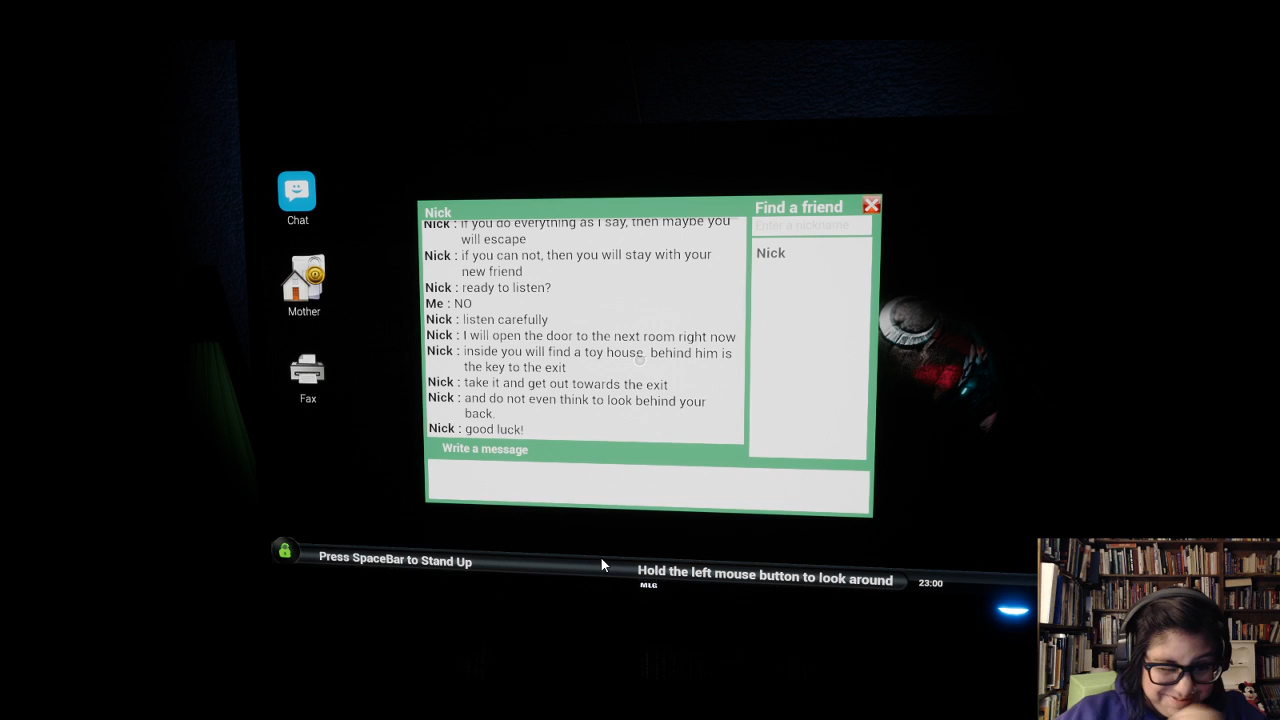 Nick
Find a friend
Nick : if you do everything as I say, then maybe you
will escape
Nick : if you can not, then you will stay with your
new friend
Nick : ready to listen?
Me : NO
Nick : listen carefully
Nick : I will open the door to the next room right now
Nick : inside you will find a toy house, behind him is
the key to the exit
Nick : take it and get out towards the exit
Nick : and do not even think to look behind your
back.
Nick : good luck!
Enter a nickname
Nick
Write a message
Chat
Mother
Fax
Press SpaceBar to Stand Up
Hold the left mouse button to look around
23:00
MLG